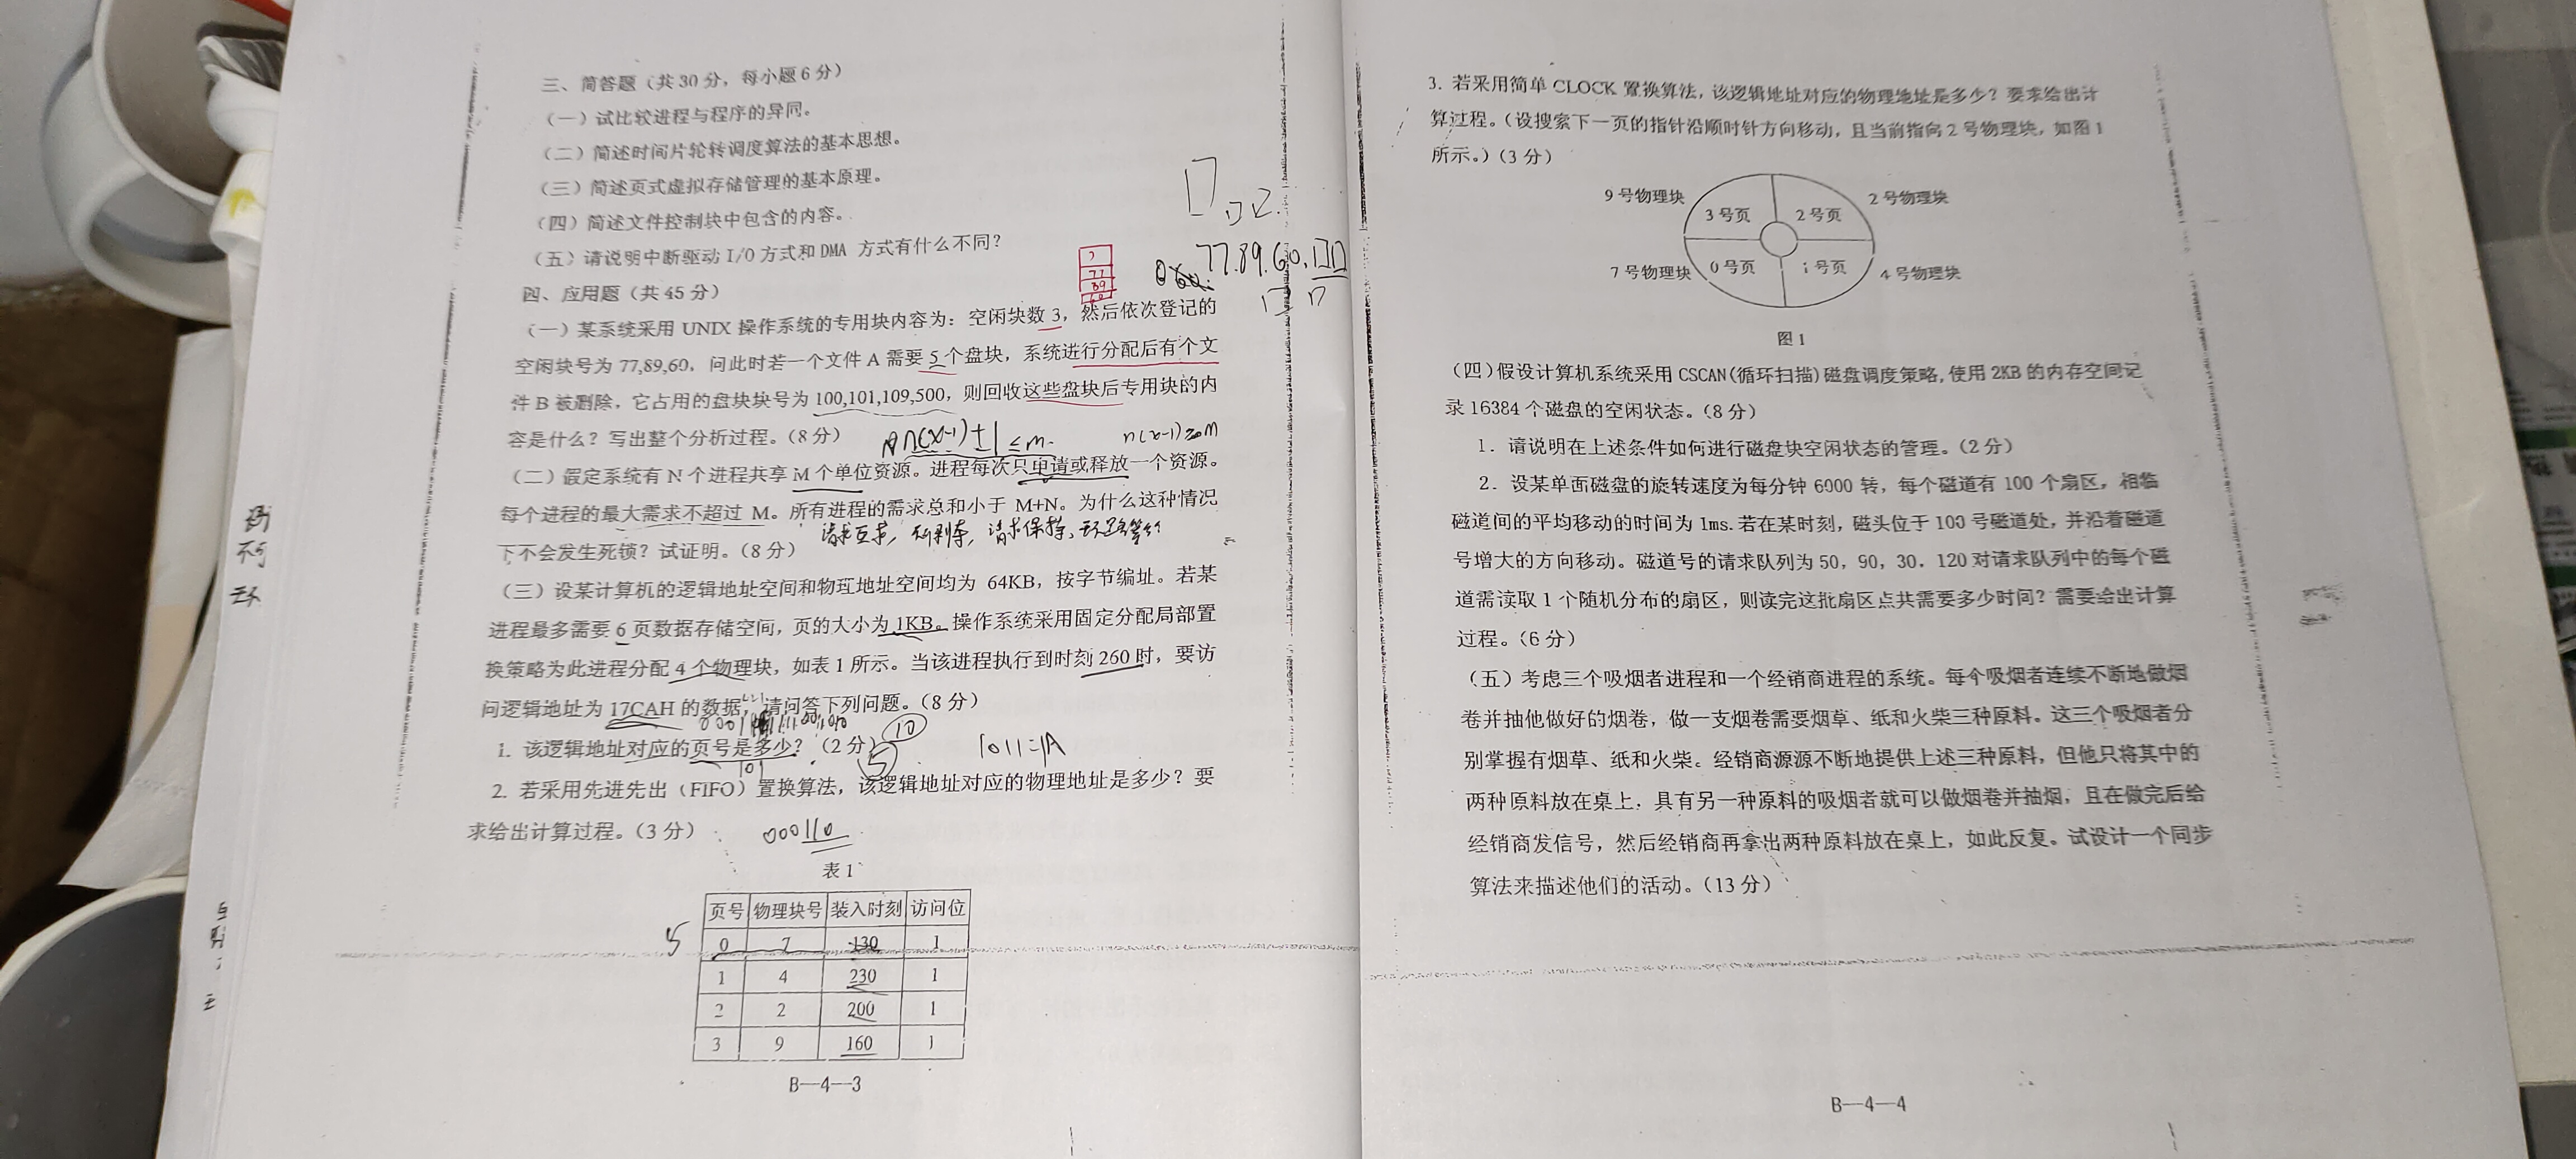 三、简答题（共30分，每小题6分）
（一）试比较进程与程序的异同。
（二）简述时间片轮转调度算法的基本思想。
（三）简述页式虚拟存储管理的基本原理。
（四）简述文件控制块中包含的内容。
（五）请说明中断驱动 I/O 方式和 DMA 方式有什么不同？
77.89.60.
77
89
四、应用题（共45分）
（一）某系统采用 UNIX 操作系统的专用块内容为：空闲块数 3，然后依次登记的
空闲块号为 77,89,60，问此时若一个文件 A 需要 5 个盘块，系统进行分配后有个文
件 B 被删除，它占用的盘块块号为 100,101,109,500，则回收这些盘块后专用块的内
容是什么？写出整个分析过程。（8 分）
n(x-1)+1≤m.
（二）假定系统有 N 个进程共享 M 个单位资源。进程每次只申请或释放一个资源。
每个进程的最大需求不超过 M。所有进程的需求总和小于 M+N。为什么这种情况
下不会发生死锁？试证明。（8 分）
（三）设某计算机的逻辑地址空间和物理地址空间均为 64KB，按字节编址。若某
进程最多需要 6 页数据存储空间，页的大小为 1KB。操作系统采用固定分配局部置
换策略为此进程分配 4 个物理块，如表 1 所示。当该进程执行到时刻 260 时，要访
问逻辑地址为 17CAH 的数据，请问答下列问题。（8 分）
10
1. 该逻辑地址对应的页号是多少？（2 分）
5
1011=1A
101
2. 若采用先进先出（FIFO）置换算法，该逻辑地址对应的物理地址是多少？要
求给出计算过程。（3 分）
000110
表 1
页号 物理块号 装入时刻 访问位
5 0 7 130 1
1 4 230 1
2 2 200 1
3 9 160 1
B—4—3
3. 若采用简单 CLOCK 置换算法，该逻辑地址对应的物理地址是多少？要求给出计
算过程。（设搜索下一页的指针沿顺时针方向移动，且当前指向 2 号物理块，如图 1
所示。）（3 分）
9 号物理块 3 号页 2 号页 2 号物理块
7 号物理块 0 号页 1 号页 4 号物理块
图 1
（四）假设计算机系统采用 CSCAN(循环扫描)磁盘调度策略,使用 2KB 的内存空间记
录 16384 个磁盘的空闲状态。（8 分）
1. 请说明在上述条件如何进行磁盘块空闲状态的管理。（2 分）
2. 设某单面磁盘的旋转速度为每分钟 6000 转，每个磁道有 100 个扇区，相临
磁道间的平均移动的时间为 1ms.若在某时刻，磁头位于 100 号磁道处，并沿着磁道
号增大的方向移动。磁道号的请求队列为 50，90，30．120 对请求队列中的每个磁
道需读取 1 个随机分布的扇区，则读完这批扇区点共需要多少时间？需要给出计算
过程。（6 分）
（五）考虑三个吸烟者进程和一个经销商进程的系统。每个吸烟者连续不断地做烟
卷并抽他做好的烟卷，做一支烟卷需要烟草、纸和火柴三种原料。这三个吸烟者分
别掌握有烟草、纸和火柴。经销商源源不断地提供上述三种原料，但他只将其中的
两种原料放在桌上．具有另一种原料的吸烟者就可以做烟卷并抽烟，且在做完后给
经销商发信号，然后经销商再拿出两种原料放在桌上，如此反复。试设计一个同步
算法来描述他们的活动。（13 分）
B—4—4